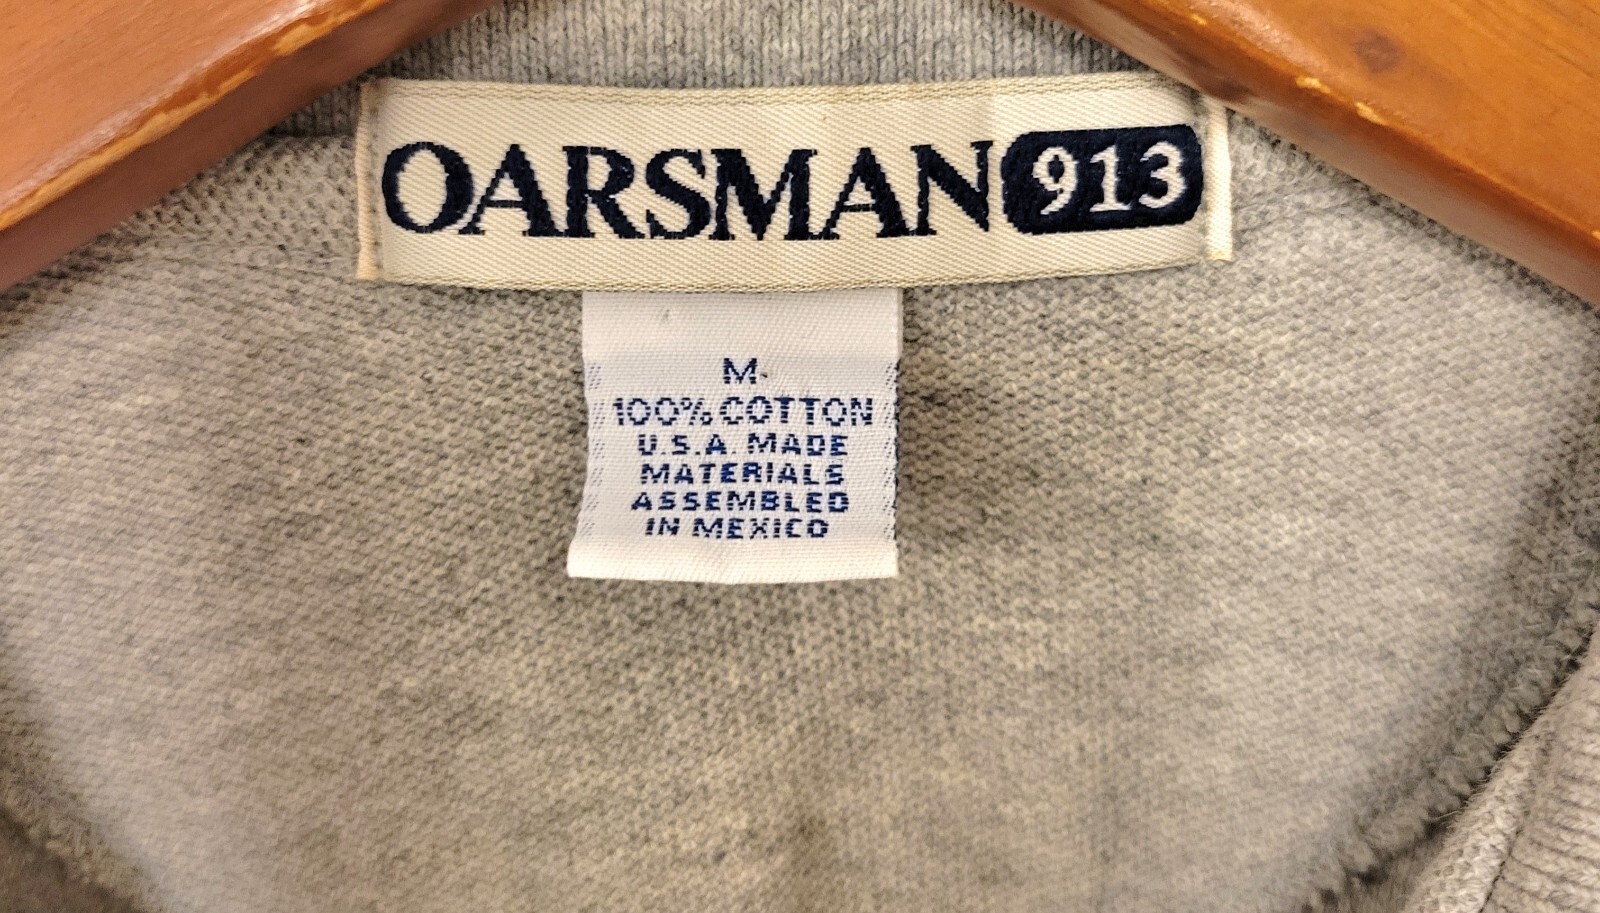 OARSMAN 913
M
100% COTTON
U.S.A. MADE
MATERIALS
ASSEMBLED
IN MEXICO